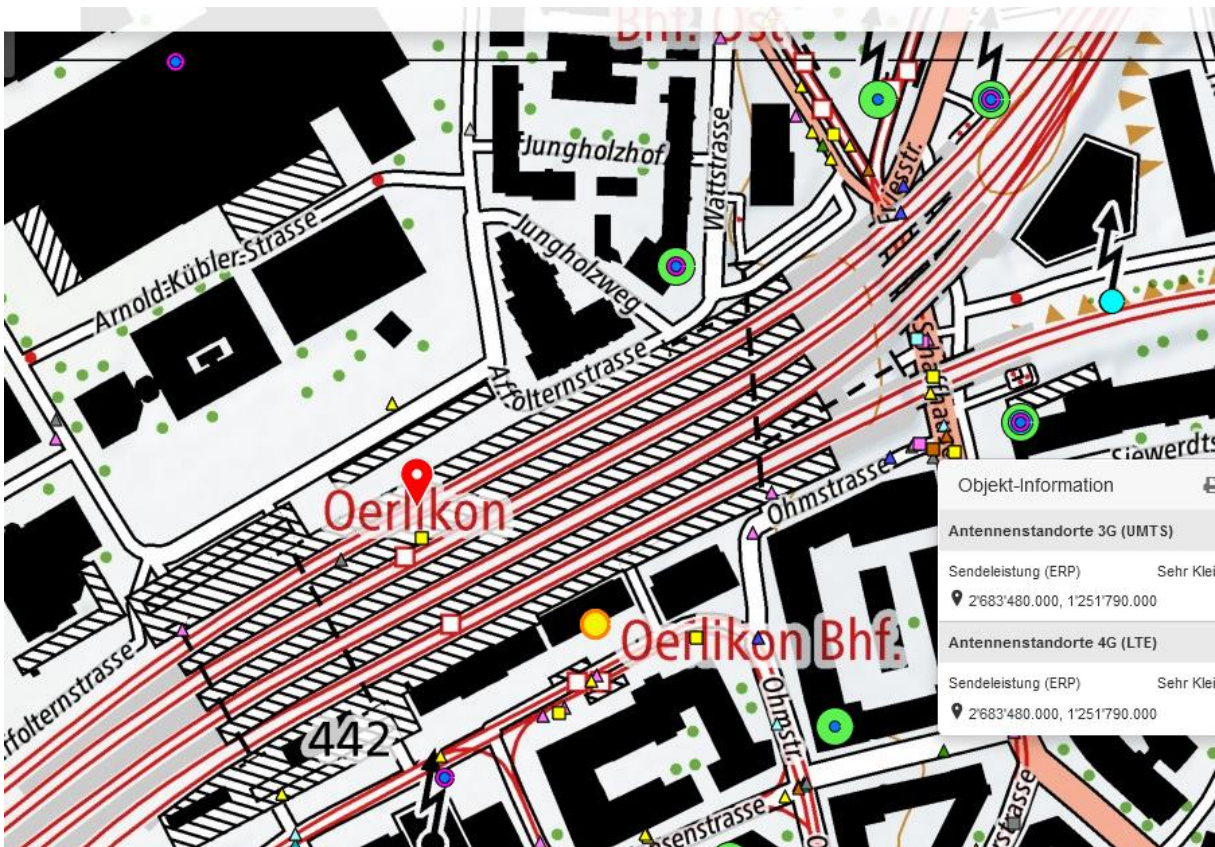 Bhf. Ost
Jungholzhof
Wattstrasse
Arnold-Kübler-Strasse
Jungholzweg
Affolternstrasse
Oerlikon
Ohmstrasse
Siewerdts
Oerlikon Bhf.
Affolternstrasse
442
Ohmstr.
Objekt-Information
Antennenstandorte 3G (UMTS)
Sendeleistung (ERP) Sehr Klei
2'683'480.000, 1'251'790.000
Antennenstandorte 4G (LTE)
Sendeleistung (ERP) Sehr Klei
2'683'480.000, 1'251'790.000